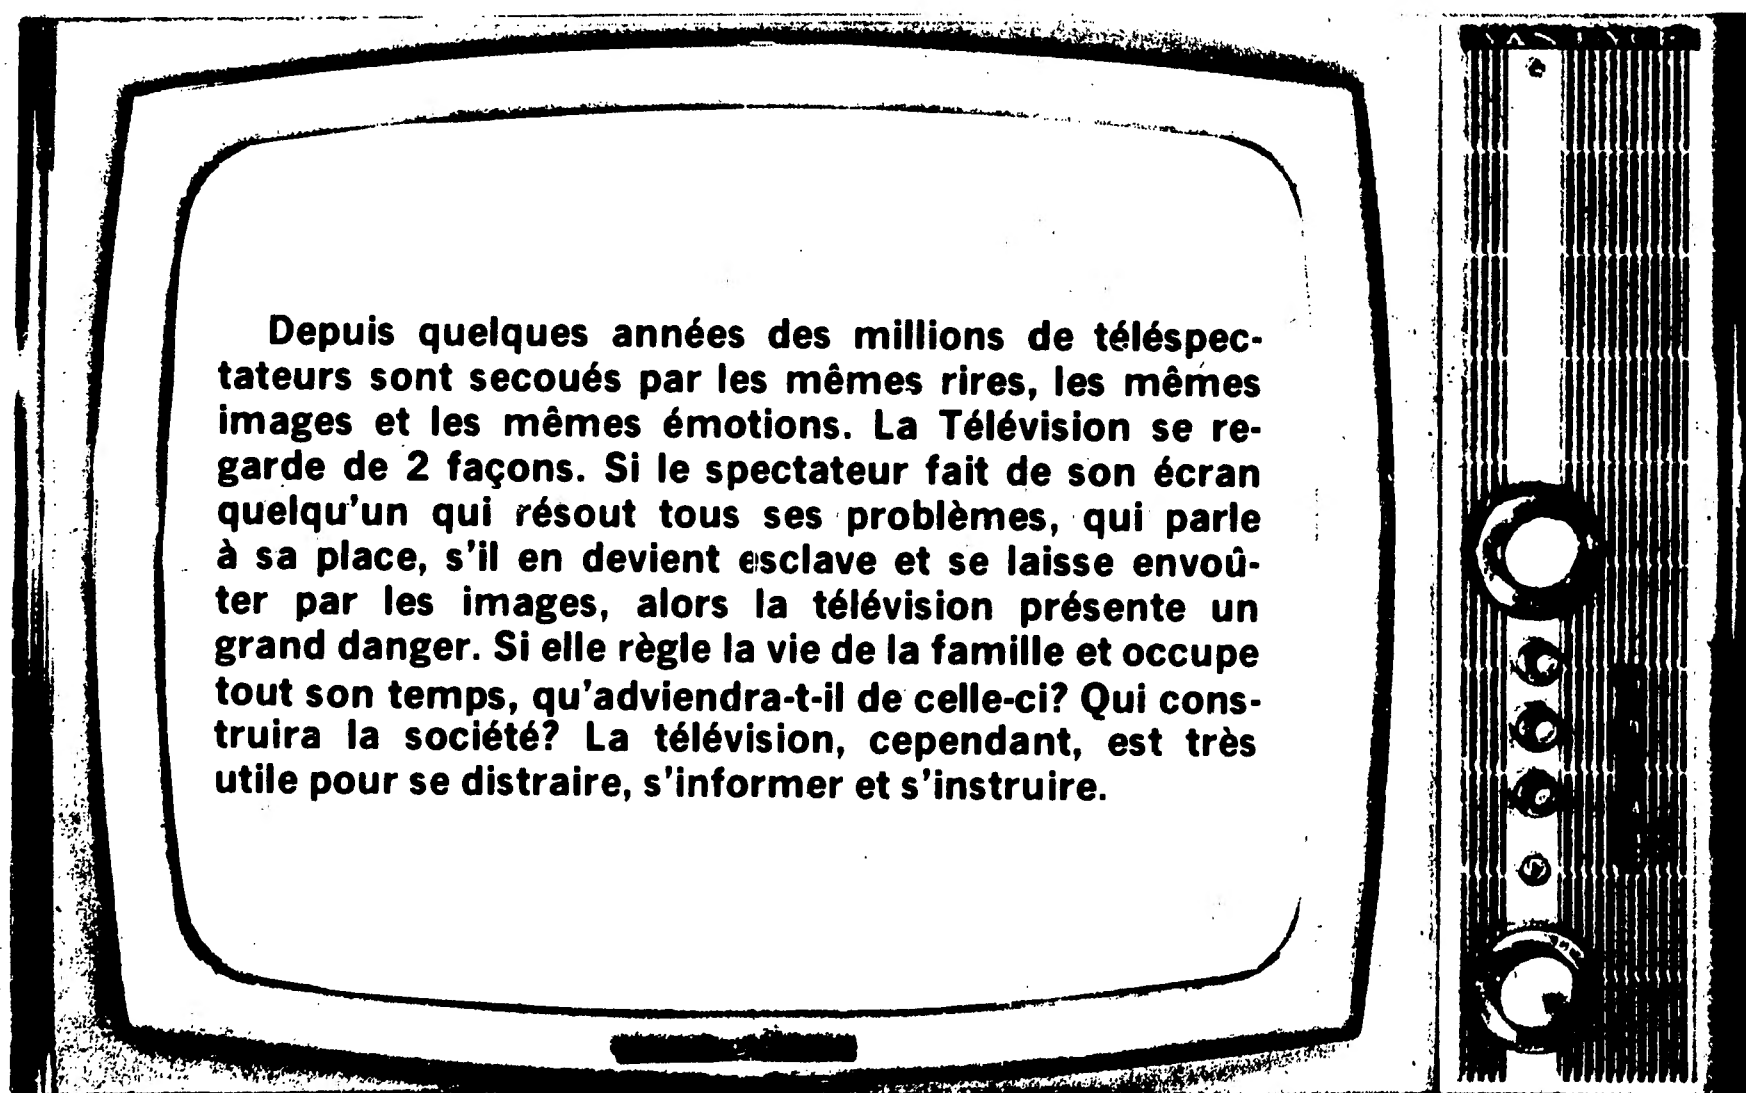 Depuis quelques années des millions de téléspec-
tateurs sont secoués par les mêmes rires, les mêmes
images et les mêmes émotions. La Télévision se re-
garde de 2 façons. Si le spectateur fait de son écran
quelqu'un qui résout tous ses problèmes, qui parle
à sa place, s'il en devient esclave et se laisse envoû-
ter par les images, alors la télévision présente un
grand danger. Si elle règle la vie de la famille et occupe
tout son temps, qu'adviendra-t-il de celle-ci? Qui cons-
truira la société? La télévision, cependant, est très
utile pour se distraire, s'informer et s'instruire.